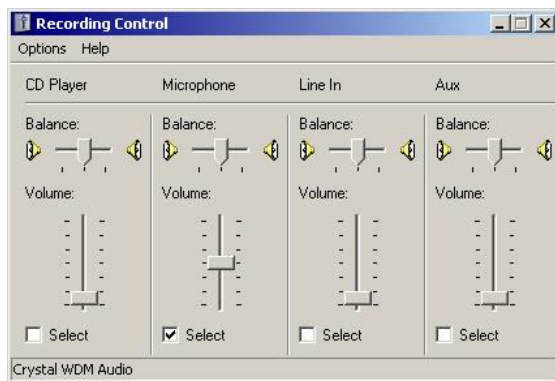 Recording Control
Options Help
CD Player Microphone Line In Aux
Balance: Balance: Balance: Balance:
Volume: Volume: Volume: Volume:
Select Select Select Select
Crystal WDM Audio